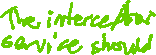 The interceptor
service should